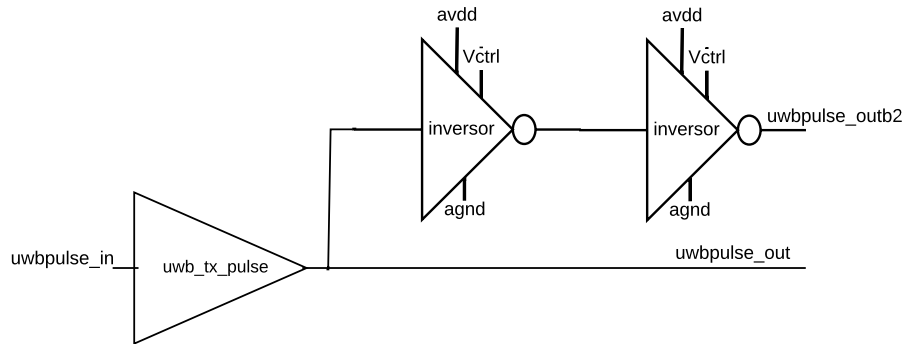 avdd
avdd
Vctrl
Vctrl
uwbpulse_outb2
inversor
inversor
agnd
agnd
uwbpulse_out
uwbpulse_in
uwb_tx_pulse